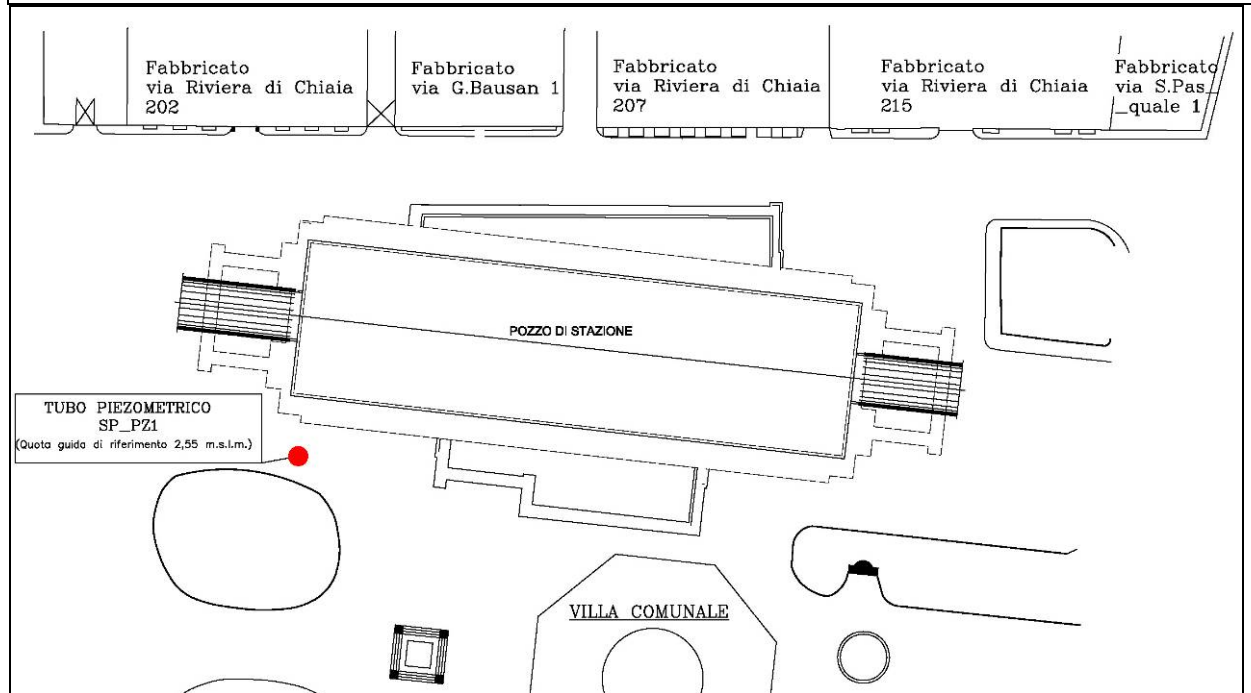 Fabbricato
via Riviera di Chiaia
202
Fabbricato
via G.Bausan 1
Fabbricato
via Riviera di Chiaia
207
Fabbricato
via Riviera di Chiaia
215
Fabbricato
via S.Pas_
_quale 1
POZZO DI STAZIONE
TUBO PIEZOMETRICO
SP_PZ1
(Quota guida di riferimento 2,55 m.s.l.m.)
VILLA COMUNALE